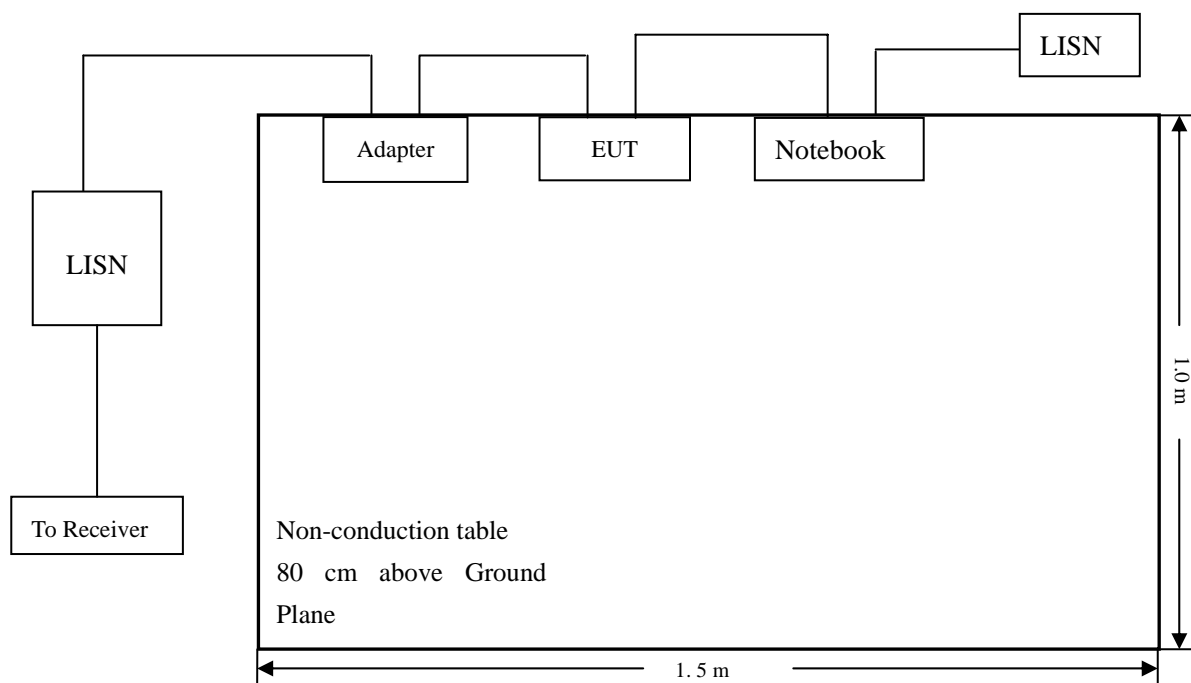 LISN
Adapter
EUT
Notebook
LISN
1.0 m
To Receiver
Non-conduction table
80 cm above Ground
Plane
1. 5 m